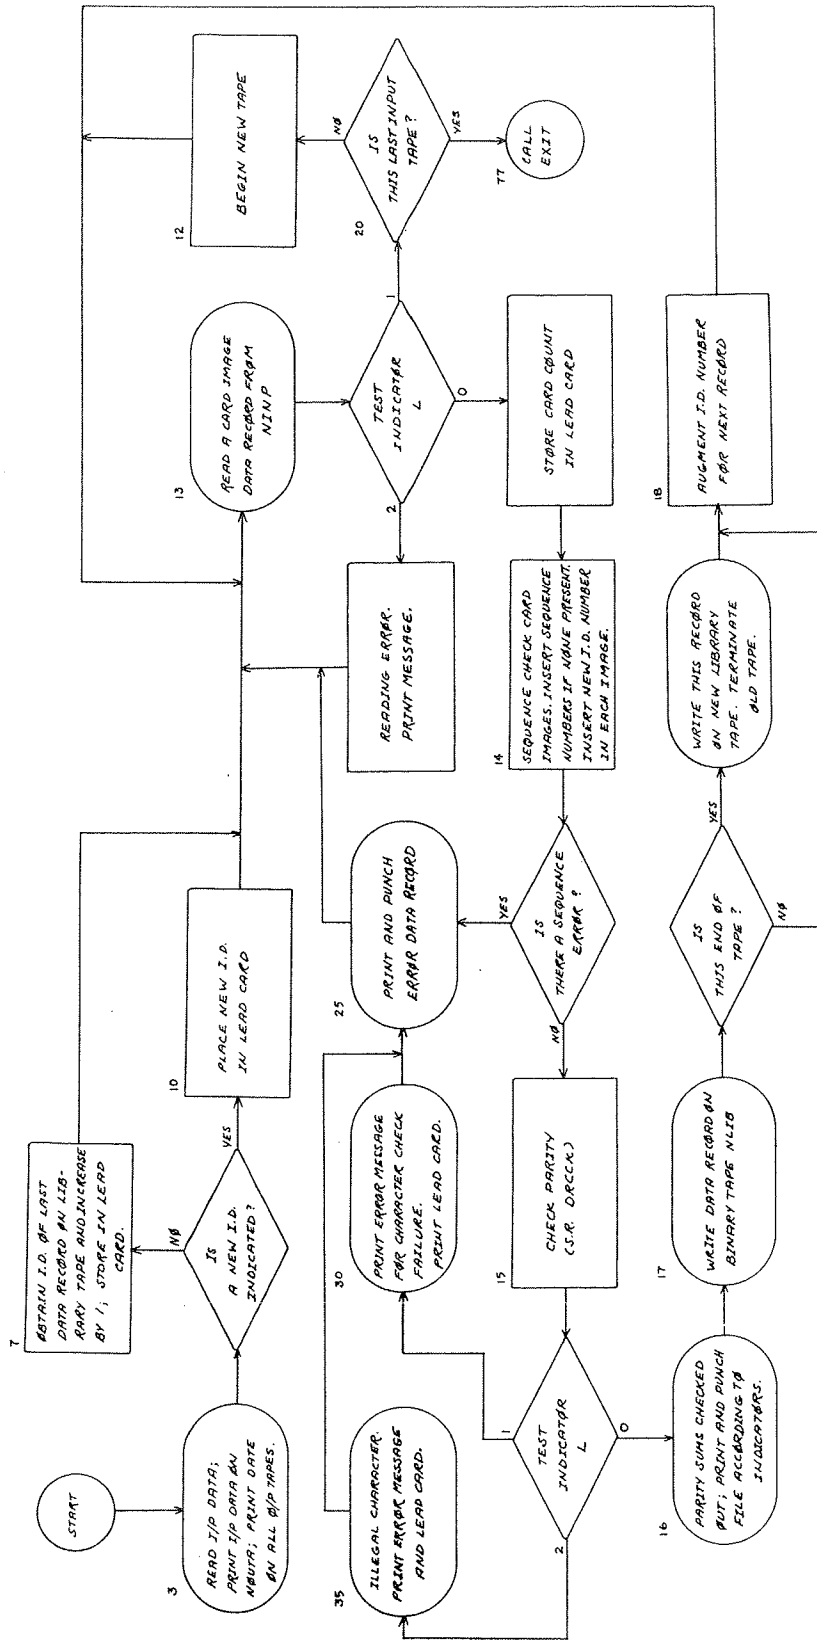 START
3
READ I/P DATA;
PRINT I/P DATA ØN
NØUTA; PRINT DATE
ØN ALL Ø/P TAPES.
IS
A NEW I.D.
INDICATED?
NØ
YES
7
ØBTAIN I.D. ØF LAST
DATA RECØRD ØN LIB-
RARY TAPE AND INCREASE
BY 1; STØRE IN LEAD
CARD.
10
PLACE NEW I.D.
IN LEAD CARD
13
READ A CARD IMAGE
DATA RECØRD FRØM
NINP
TEST
INDICATØR
L
2
1
0
12
BEGIN NEW TAPE
20
IS
THIS LAST INPUT
TAPE?
NØ
YES
77
CALL
EXIT
READING ERRØR.
PRINT MESSAGE.
STØRE CARD CØUNT
IN LEAD CARD
14
SEQUENCE CHECK CARD
IMAGES. INSERT SEQUENCE
NUMBERS IF NØNE PRESENT.
INSERT NEW I.D. NUMBER
IN EACH IMAGE.
IS
THERE A SEQUENCE
ERRØR?
YES
NØ
25
PRINT AND PUNCH
ERRØR DATA RECØRD
15
CHECK PARITY
(S.R. DRCCK)
TEST
INDICATØR
L
2
1
0
30
PRINT ERRØR MESSAGE
FØR CHARACTER CHECK
FAILURE.
PRINT LEAD CARD.
35
ILLEGAL CHARACTER.
PRINT ERRØR MESSAGE
AND LEAD CARD.
16
PARITY SUMS CHECKED
ØUT; PRINT AND PUNCH
FILE ACCØRDING TØ
INDICATØRS.
17
WRITE DATA RECØRD ØN
BINARY TAPE NLIB
IS
THIS END ØF
TAPE?
YES
NØ
WRITE THIS RECØRD
ØN NEW LIBRARY
TAPE. TERMINATE
ØLD TAPE.
18
AUGMENT I.D. NUMBER
FØR NEXT RECØRD